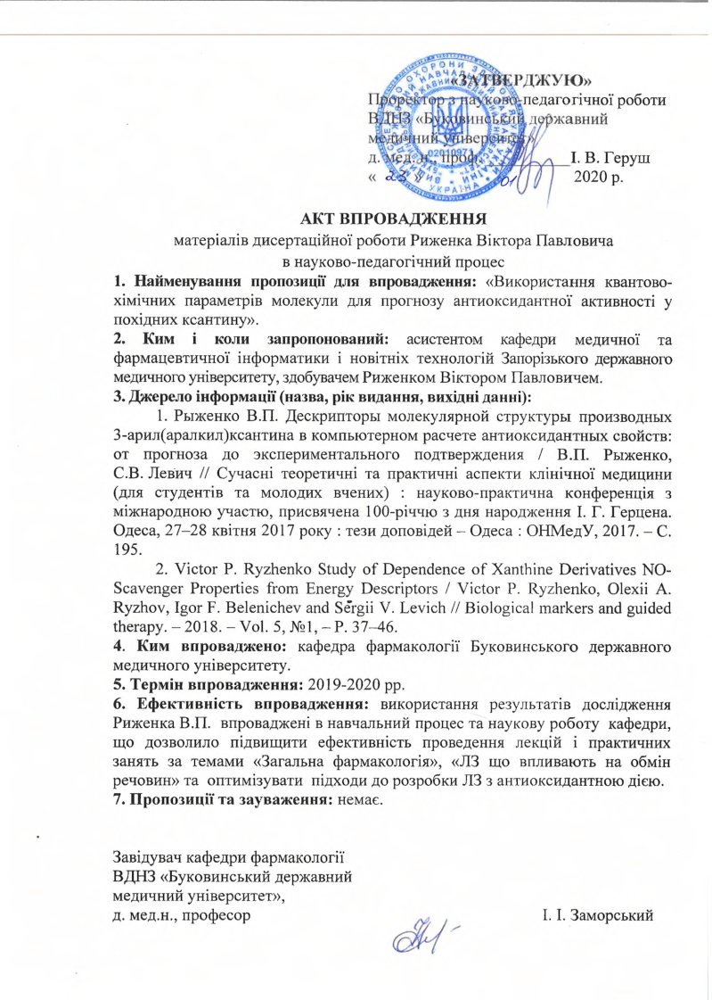 «ЗАТВЕРДЖУЮ»
Проректор з науково-педагогічної роботи
ВДНЗ «Буковинський державний
медичний університет»
д. мед. н., проф. І. В. Геруш
« 23 » 01 2020 р.
02010971
УКРАЇНА
АКТ ВПРОВАДЖЕННЯ
матеріалів дисертаційної роботи Риженка Віктора Павловича
в науково-педагогічний процес
1. Найменування пропозиції для впровадження: «Використання квантово-
хімічних параметрів молекули для прогнозу антиоксидантної активності у
похідних ксантину».
2. Ким і коли запропонований: асистентом кафедри медичної та
фармацевтичної інформатики і новітніх технологій Запорізького державного
медичного університету, здобувачем Риженком Віктором Павловичем.
3. Джерело інформації (назва, рік видання, вихідні данні):
1. Рыженко В.П. Дескрипторы молекулярной структуры производных
3-арил(аралкил)ксантина в компьютерном расчете антиоксидантных свойств:
от прогноза до экспериментального подтверждения / В.П. Рыженко,
С.В. Левич // Сучасні теоретичні та практичні аспекти клінічної медицини
(для студентів та молодих вчених) : науково-практична конференція з
міжнародною участю, присвячена 100-річчю з дня народження І. Г. Герцена.
Одеса, 27–28 квітня 2017 року : тези доповідей – Одеса : ОНМедУ, 2017. – С.
195.
2. Victor P. Ryzhenko Study of Dependence of Xanthine Derivatives NO-
Scavenger Properties from Energy Descriptors / Victor P. Ryzhenko, Olexii A.
Ryzhov, Igor F. Belenichev and Sergii V. Levich // Biological markers and guided
therapy. – 2018. – Vol. 5, №1, – P. 37–46.
4. Ким впроваджено: кафедра фармакології Буковинського державного
медичного університету.
5. Термін впровадження: 2019-2020 рр.
6. Ефективність впровадження: використання результатів дослідження
Риженка В.П. впроваджені в навчальний процес та наукову роботу кафедри,
що дозволило підвищити ефективність проведення лекцій і практичних
занять за темами «Загальна фармакологія», «ЛЗ що впливають на обмін
речовин» та оптимізувати підходи до розробки ЛЗ з антиоксидантною дією.
7. Пропозиції та зауваження: немає.
Завідувач кафедри фармакології
ВДНЗ «Буковинський державний
медичний університет»,
д. мед.н., професор І. І. Заморський